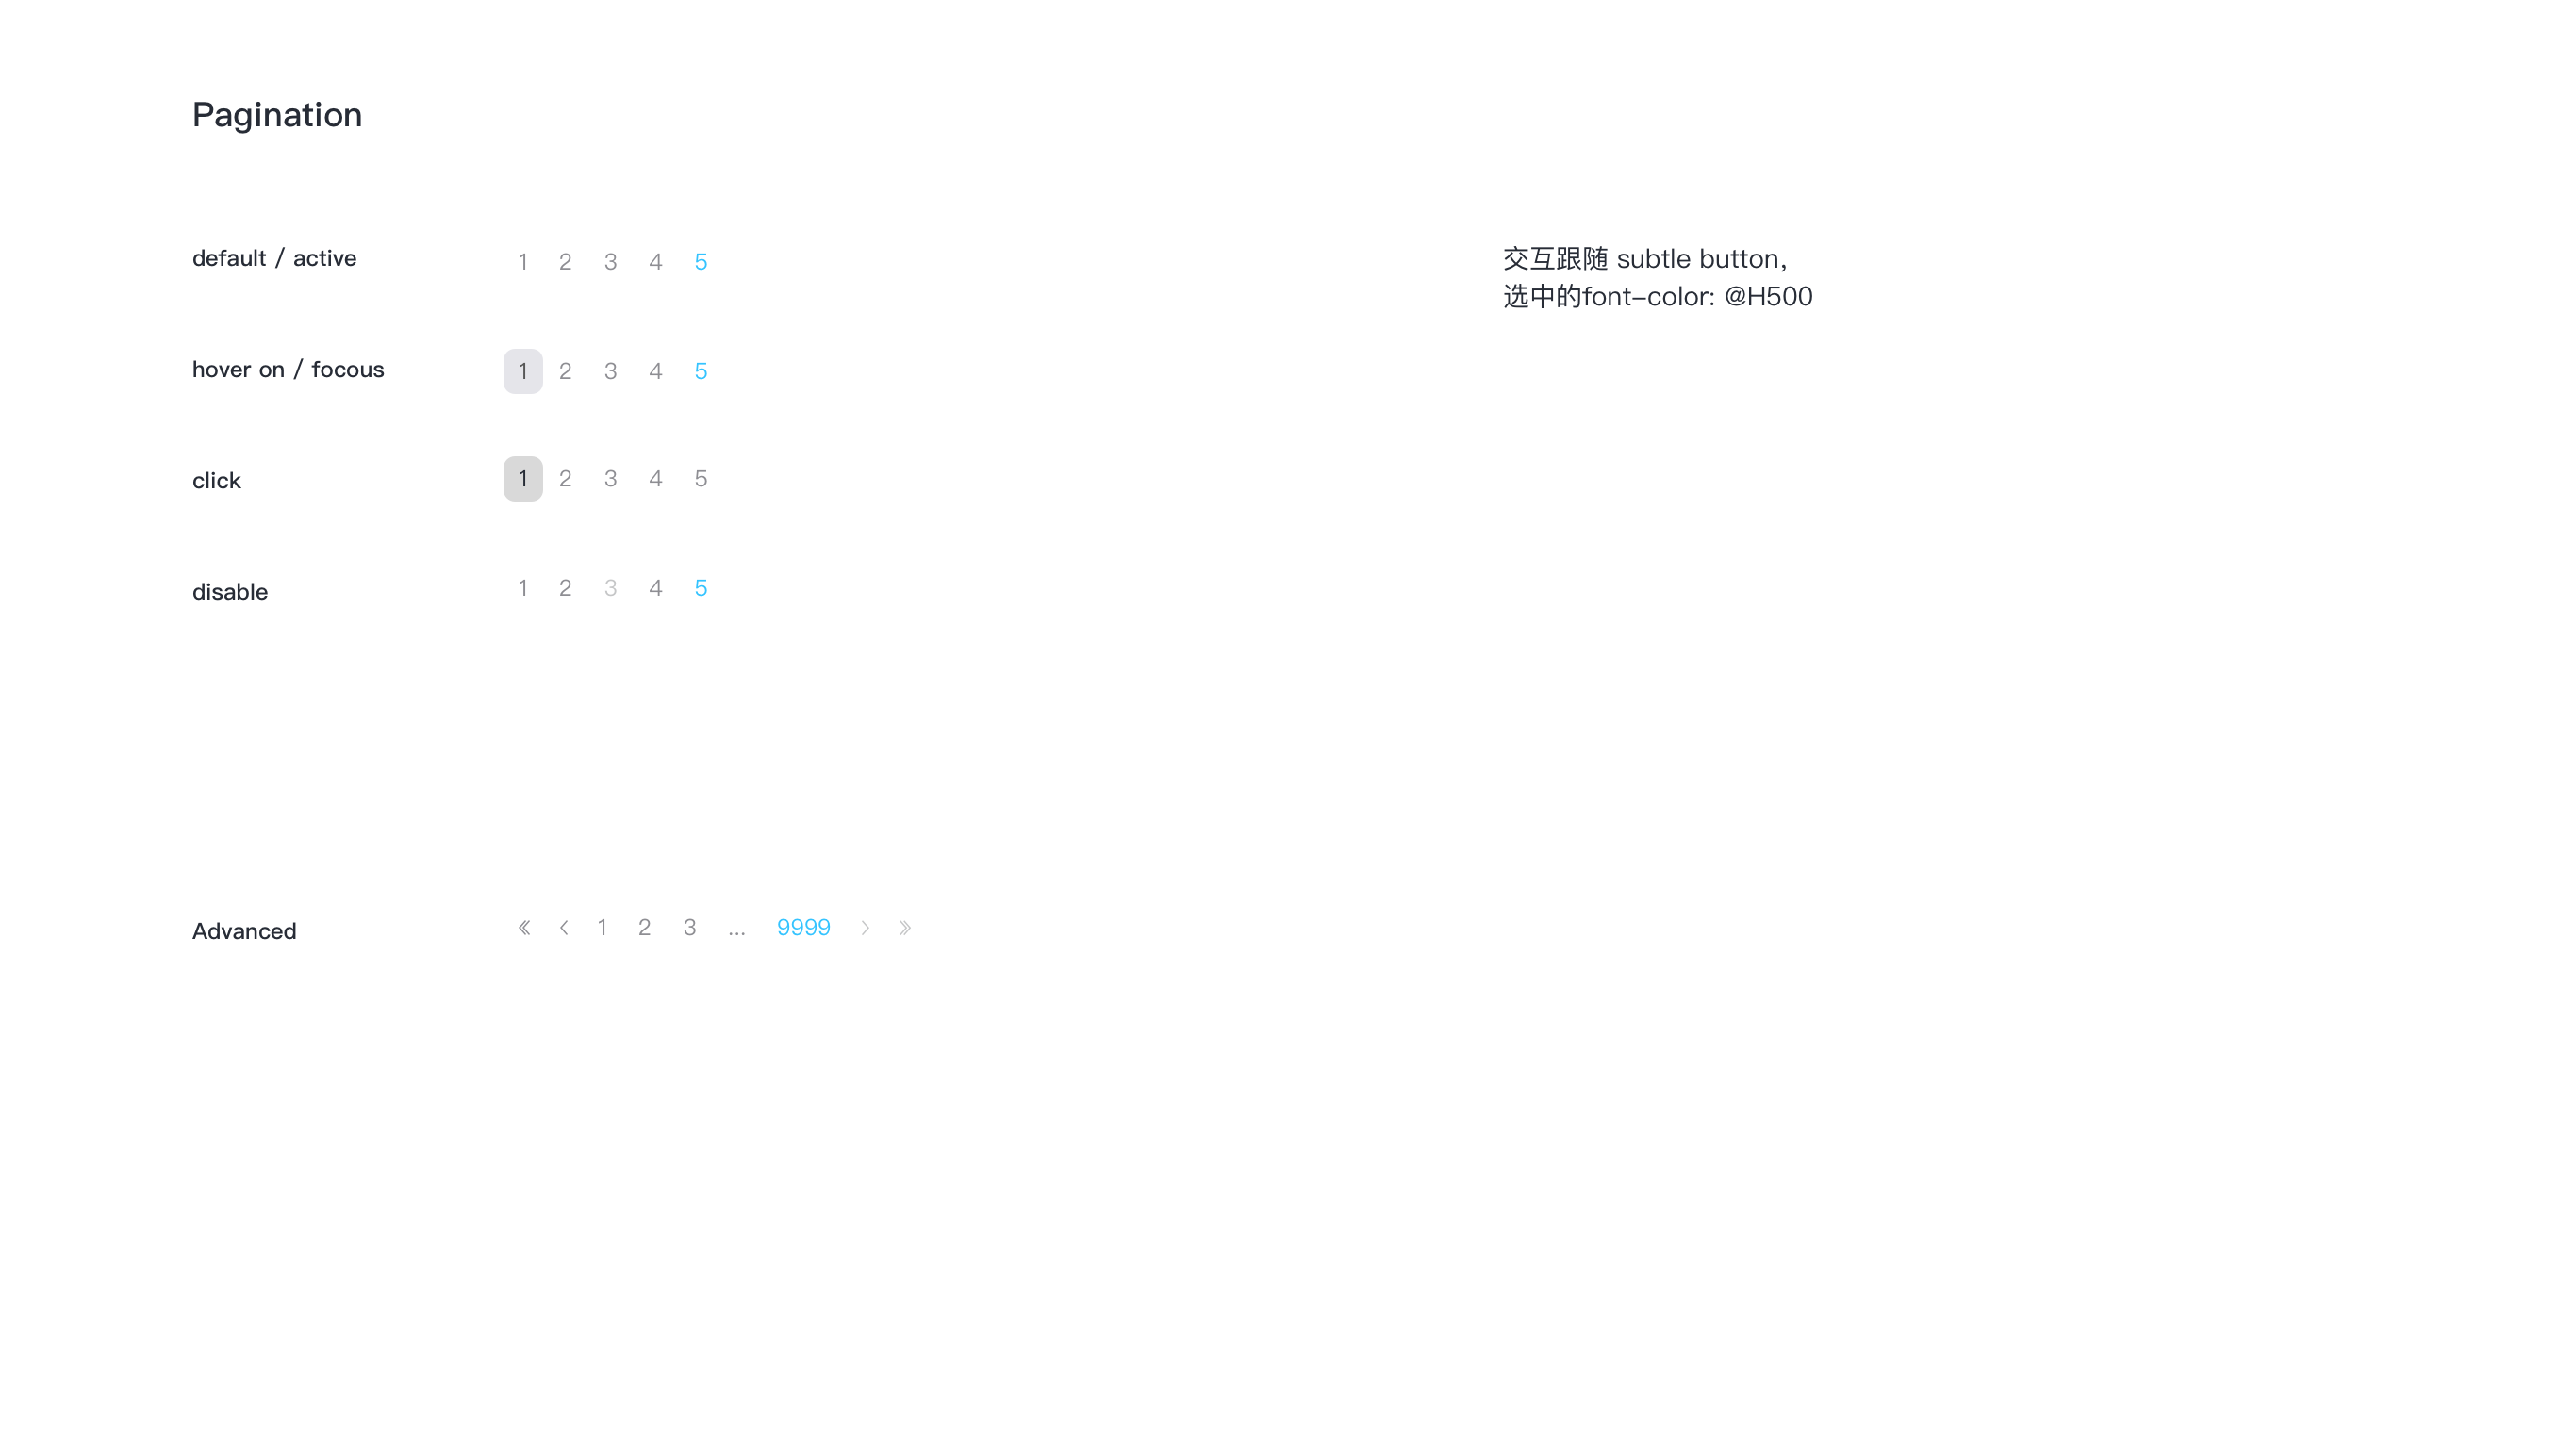 Pagination
default / active
1 2 3 4 5
交互跟随 subtle button,
选中的font-color: @H500
hover on / focous
1 2 3 4 5
click
1 2 3 4 5
disable
1 2 3 4 5
Advanced
« ‹ 1 2 3 ... 9999 › »